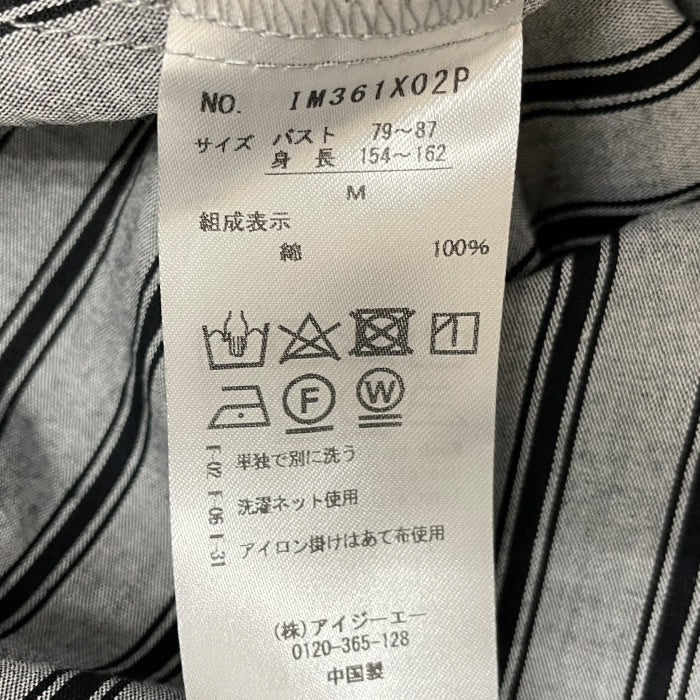 NO. IM361X02P
サイズ バスト 79～87
身長 154～162
M
組成表示
綿 100%
F
W
単独で別に洗う
洗濯ネット使用
アイロン掛けはあて布使用
F-02 F-06 F-31
(株)アイジーエー
0120-365-128
中国製